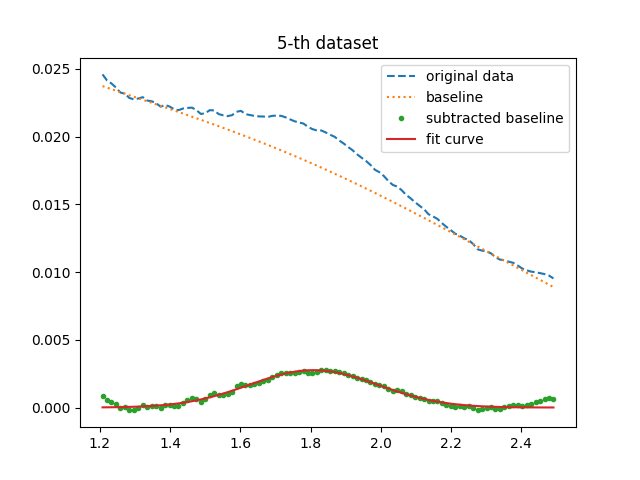 5-th dataset
original data
baseline
subtracted baseline
fit curve
0.025
0.020
0.015
0.010
0.005
0.000
1.2 1.4 1.6 1.8 2.0 2.2 2.4